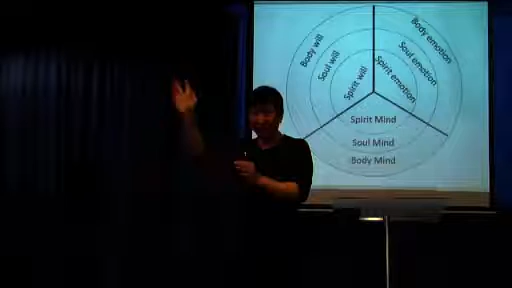 Body will
Soul will
Spirit will
Body emotion
Soul emotion
Spirit emotion
Spirit Mind
Soul Mind
Body Mind